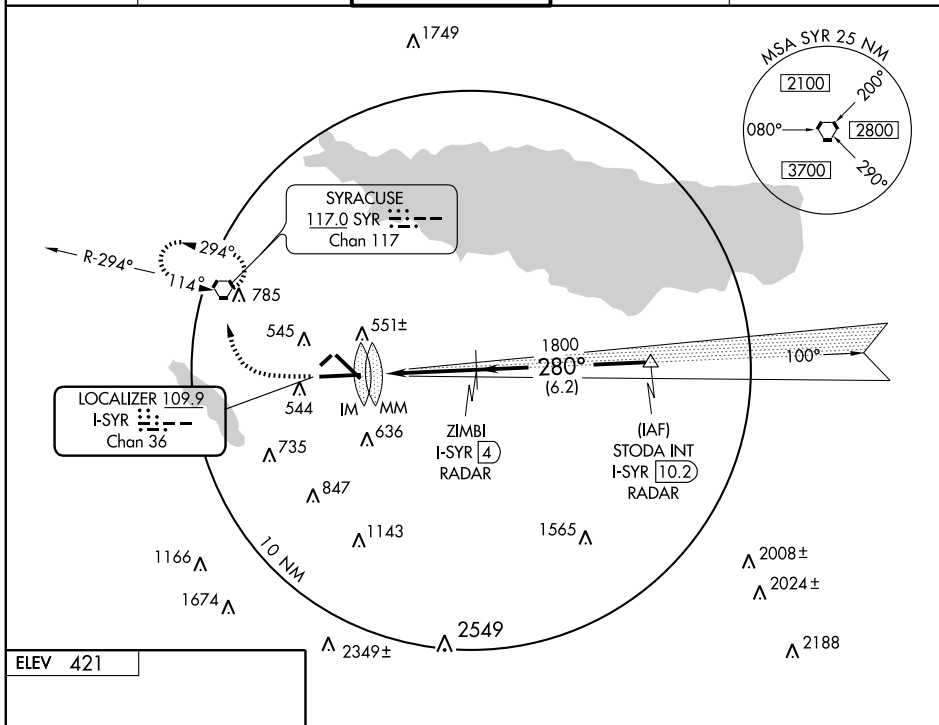 1749
MSA SYR 25 NM
2100
200°
080°
2800
3700
290°
SYRACUSE
117.0 SYR
Chan 117
R-294°
294°
114°
785
545
551±
1800
280°
(6.2)
100°
LOCALIZER 109.9
I-SYR
Chan 36
544
IM
MM
636
735
847
ZIMBI
I-SYR 4
RADAR
(IAF)
STODA INT
I-SYR 10.2
RADAR
1143
1565
1166
10 NM
2008±
2024±
1674
2349±
2549
2188
ELEV 421